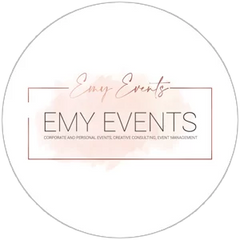 Emy Events
EMY EVENTS
CORPORATE AND PERSONAL EVENTS, CREATIVE CONSULTING, EVENT MANAGEMENT